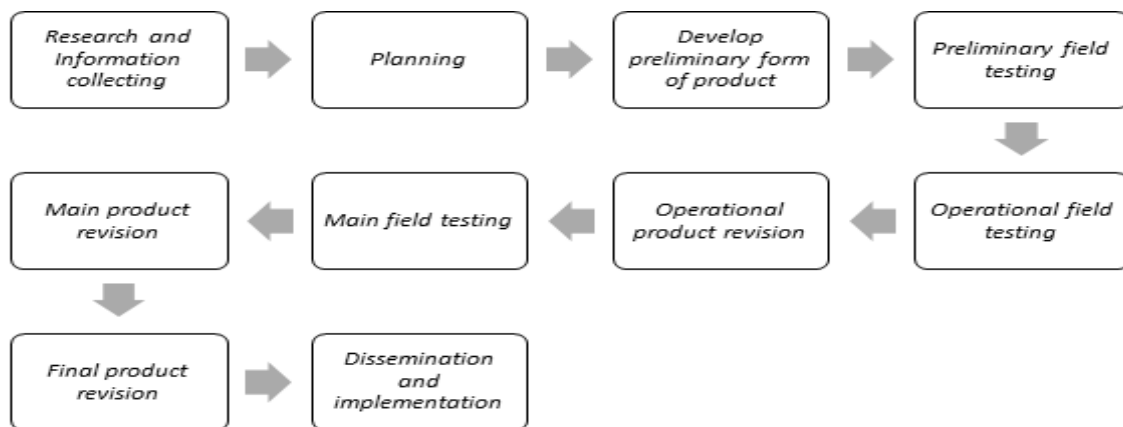 Research and
Information
collecting
Planning
Develop
preliminary form
of product
Preliminary field
testing
Operational field
testing
Operational
product revision
Main field testing
Main product
revision
Final product
revision
Dissemination
and
implementation